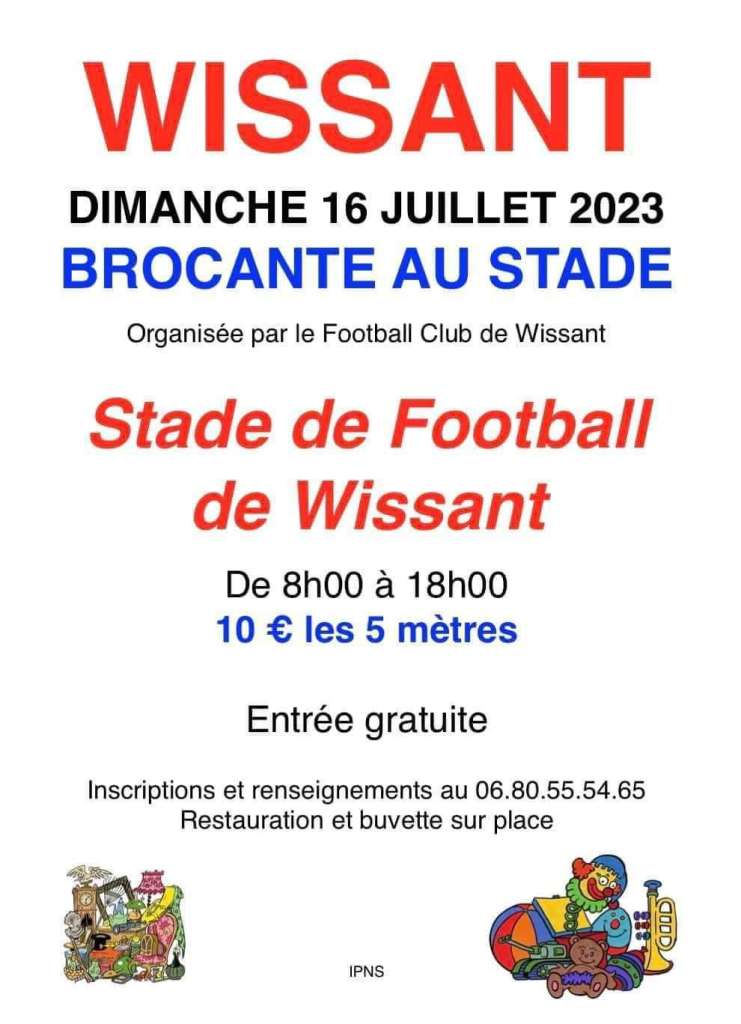 WISSANT
DIMANCHE 16 JUILLET 2023
BROCANTE AU STADE
Organisée par le Football Club de Wissant
Stade de Football
de Wissant
De 8h00 à 18h00
10 € les 5 mètres
Entrée gratuite
Inscriptions et renseignements au 06.80.55.54.65
Restauration et buvette sur place
IPNS